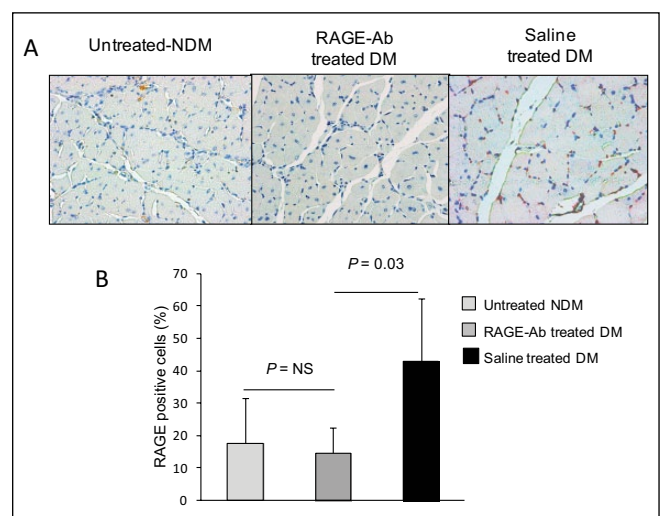 A
Untreated-NDM
RAGE-Ab
treated DM
Saline
treated DM
B
RAGE positive cells (%)
70
60
50
40
30
20
10
0
P = NS
P = 0.03
Untreated NDM
RAGE-Ab treated DM
Saline treated DM